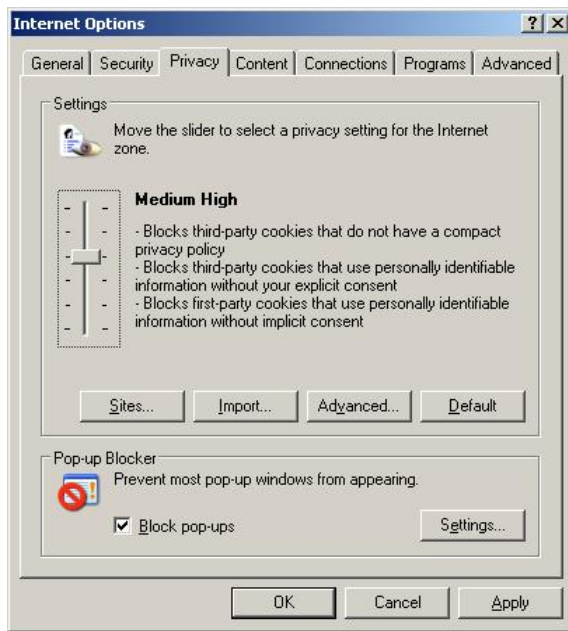 Internet Options
General Security Privacy Content Connections Programs Advanced
Settings
Move the slider to select a privacy setting for the Internet
zone.
Medium High
- Blocks third-party cookies that do not have a compact
privacy policy
- Blocks third-party cookies that use personally identifiable
information without your explicit consent
- Blocks first-party cookies that use personally identifiable
information without implicit consent
Sites... Import... Advanced... Default
Pop-up Blocker
Prevent most pop-up windows from appearing.
Block pop-ups Settings...
OK Cancel Apply